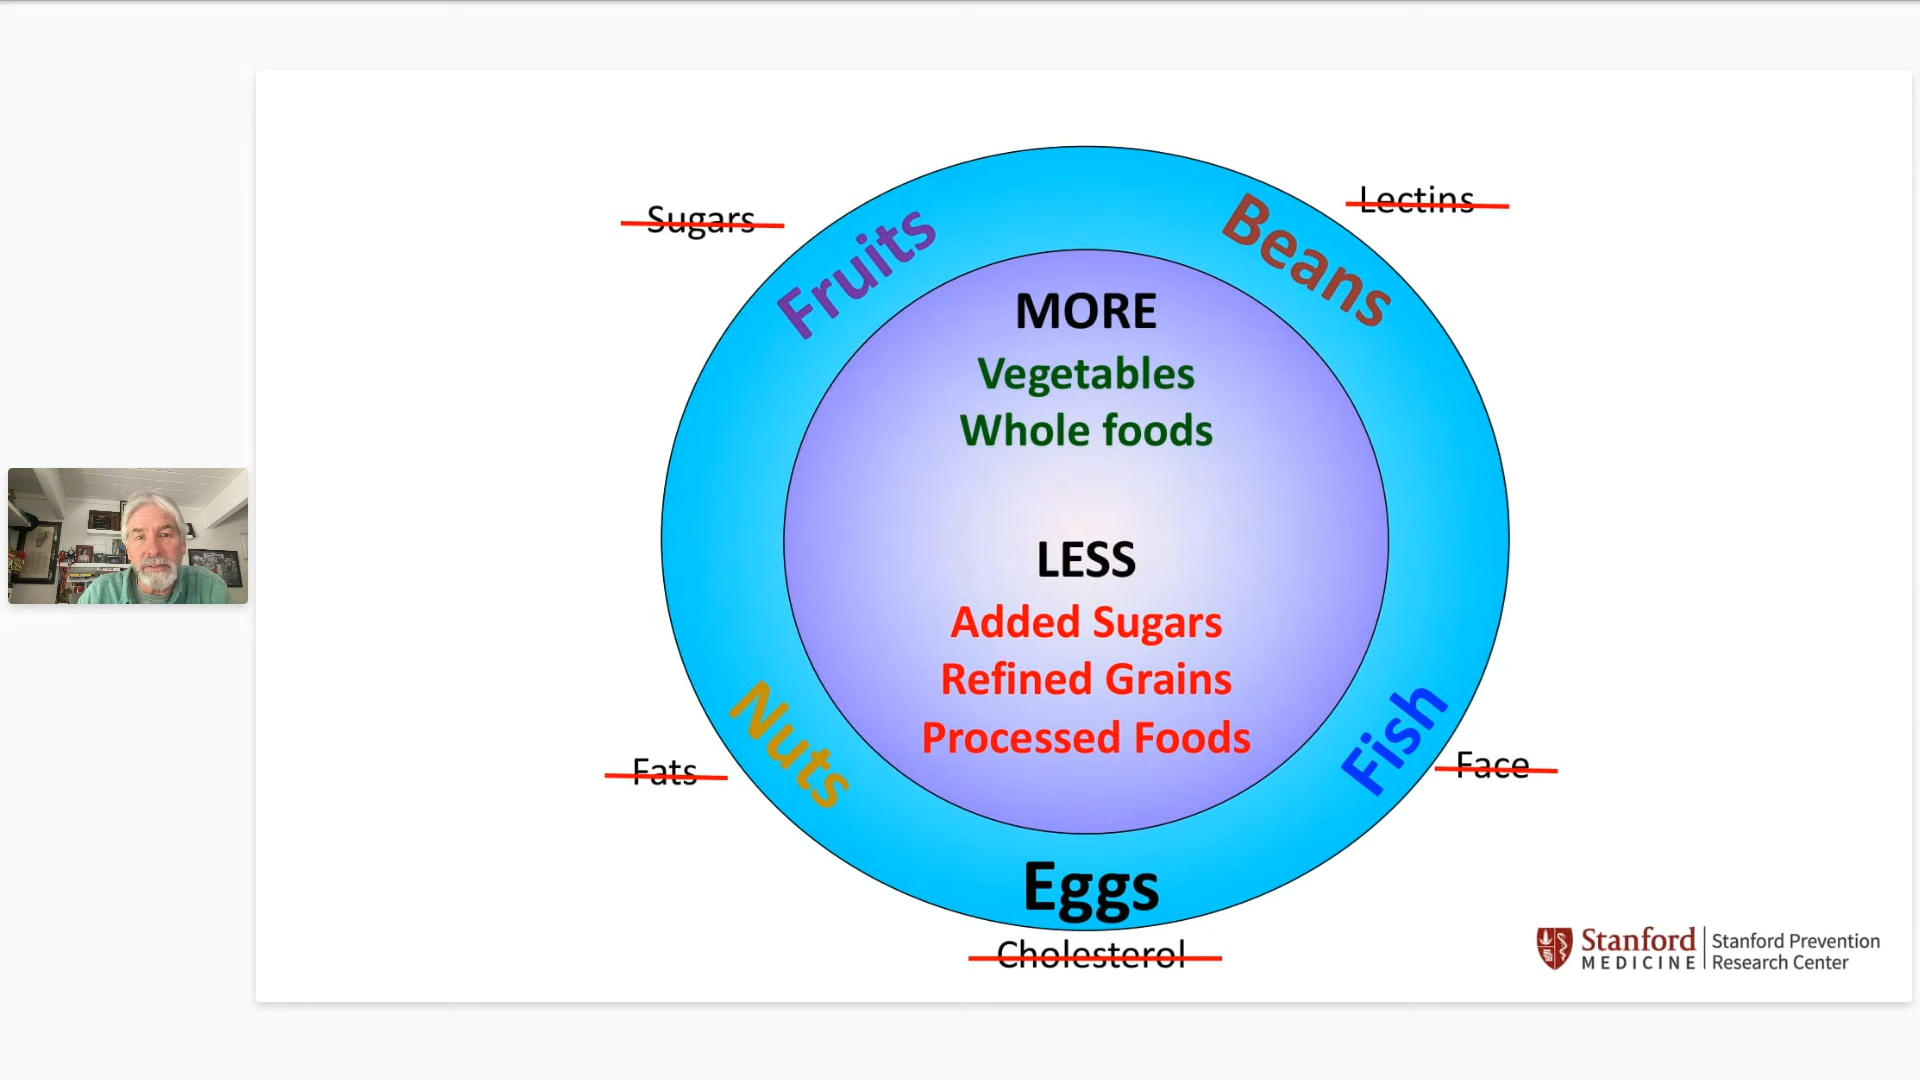 Sugars
Lectins
Fruits
Beans
MORE
Vegetables
Whole foods
LESS
Added Sugars
Refined Grains
Processed Foods
Nuts
Fish
Fats
Face
Eggs
Cholesterol
Stanford
MEDICINE
Stanford Prevention
Research Center